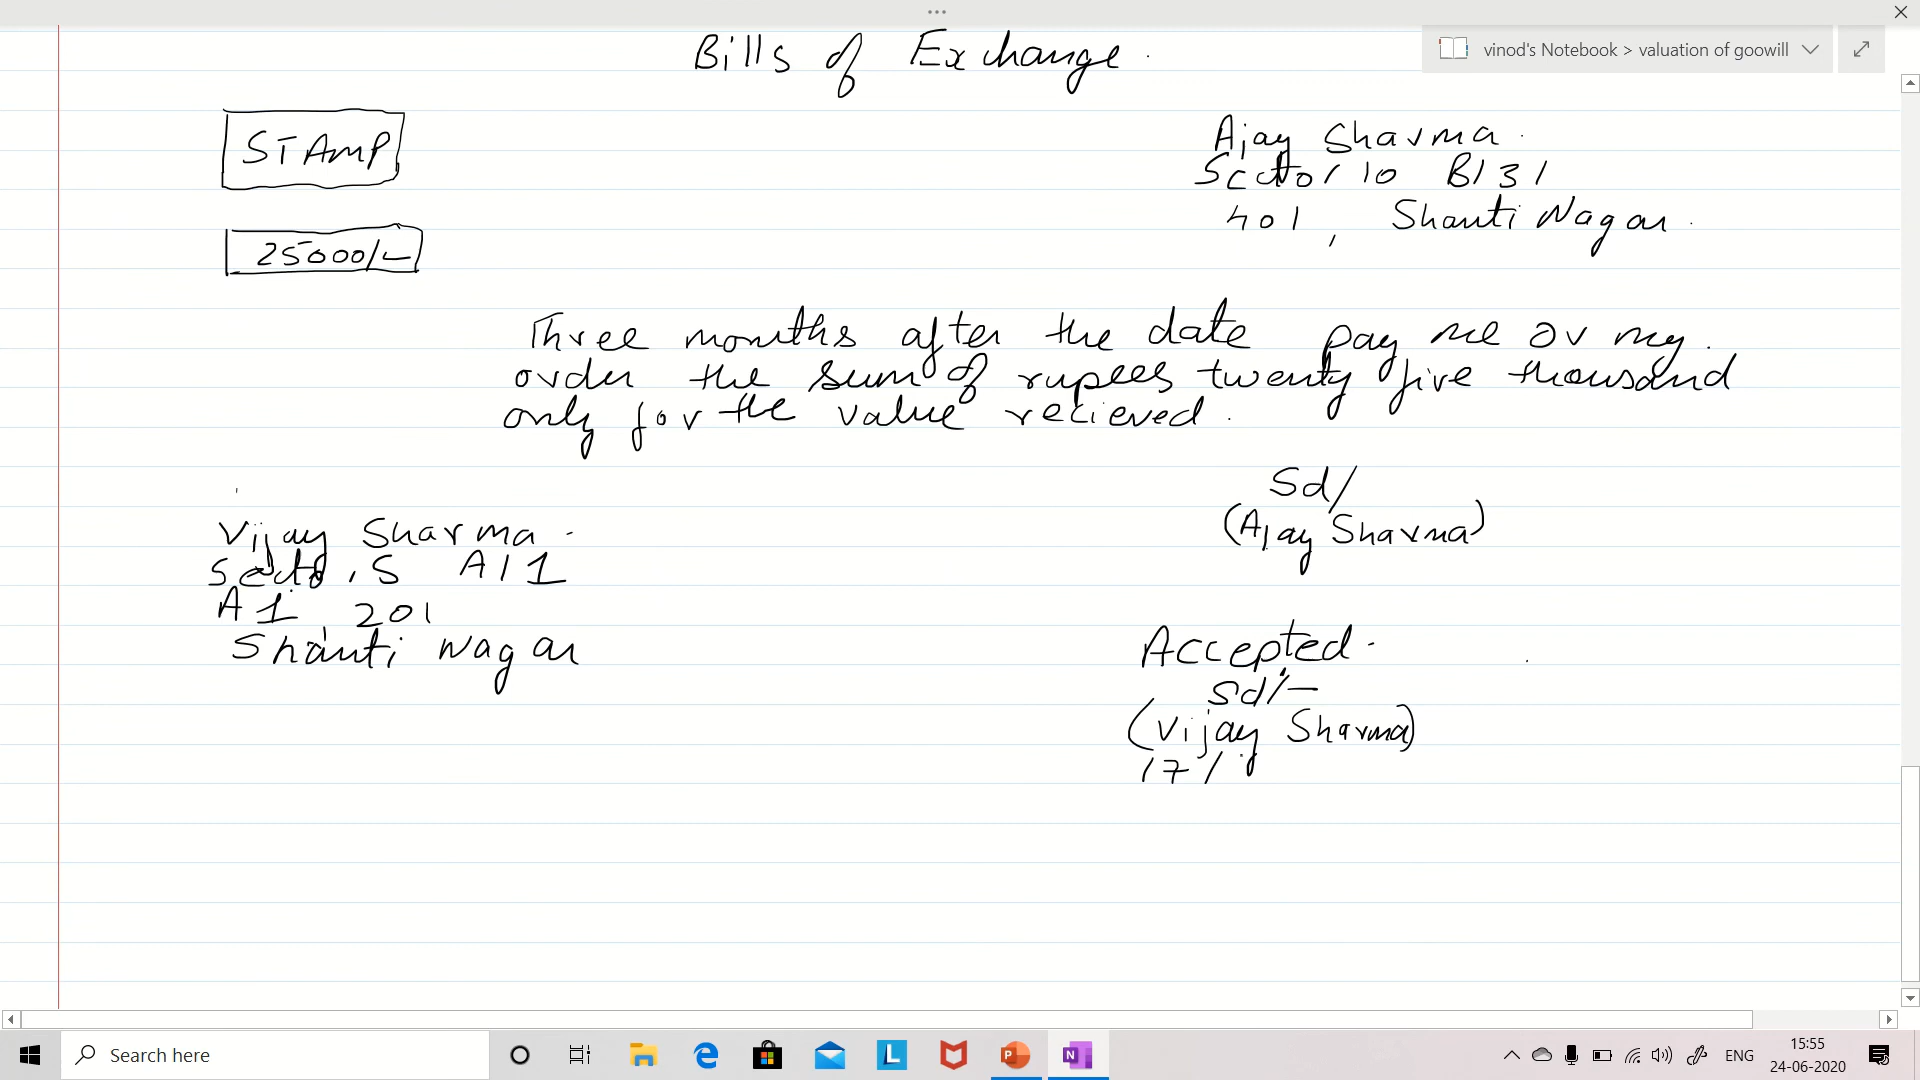 ...
vinod's Notebook > valuation of goowill
Bills of Exchange.
STAMP
Ajay Sharma.
Sector 10 B/31
401, Shanti Nagar.
25000/-
Three months after the date pay me or my
order the sum of rupees twenty five thousand
only for the value recieved.
Sd/
(Ajay Sharma)
Vijay Sharma
Sector 5 A/1
A1, 201
Shanti Nagar
Accepted.
Sd/-
(Vijay Sharma)
17/
Search here
ENG
15:55
24-06-2020